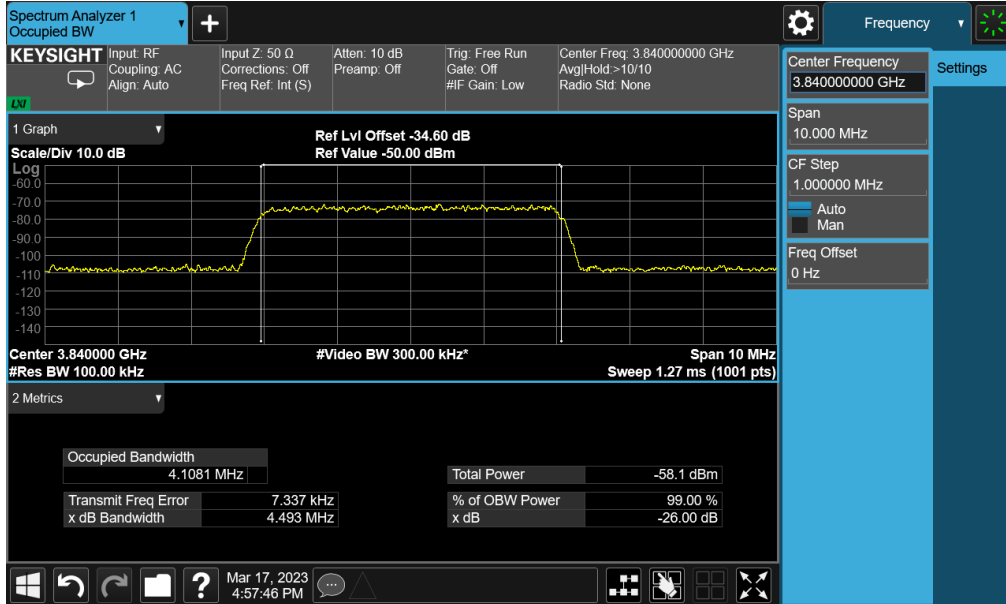 Spectrum Analyzer 1
Occupied BW
Frequency
KEYSIGHT
LXI
Input: RF
Coupling: AC
Align: Auto
Input Z: 50 Ω
Corrections: Off
Freq Ref: Int (S)
Atten: 10 dB
Preamp: Off
Trig: Free Run
Gate: Off
#IF Gain: Low
Center Freq: 3.840000000 GHz
Avg|Hold:>10/10
Radio Std: None
Center Frequency
3.840000000 GHz
Settings
Span
10.000 MHz
CF Step
1.000000 MHz
Auto
Man
Freq Offset
0 Hz
1 Graph
Scale/Div 10.0 dB
Ref Lvl Offset -34.60 dB
Ref Value -50.00 dBm
Log
-60.0
-70.0
-80.0
-90.0
-100
-110
-120
-130
-140
Center 3.840000 GHz
#Video BW 300.00 kHz*
Span 10 MHz
#Res BW 100.00 kHz
Sweep 1.27 ms (1001 pts)
2 Metrics
Occupied Bandwidth
4.1081 MHz
Total Power -58.1 dBm
Transmit Freq Error 7.337 kHz
% of OBW Power 99.00 %
x dB Bandwidth 4.493 MHz
x dB -26.00 dB
?
Mar 17, 2023
4:57:46 PM